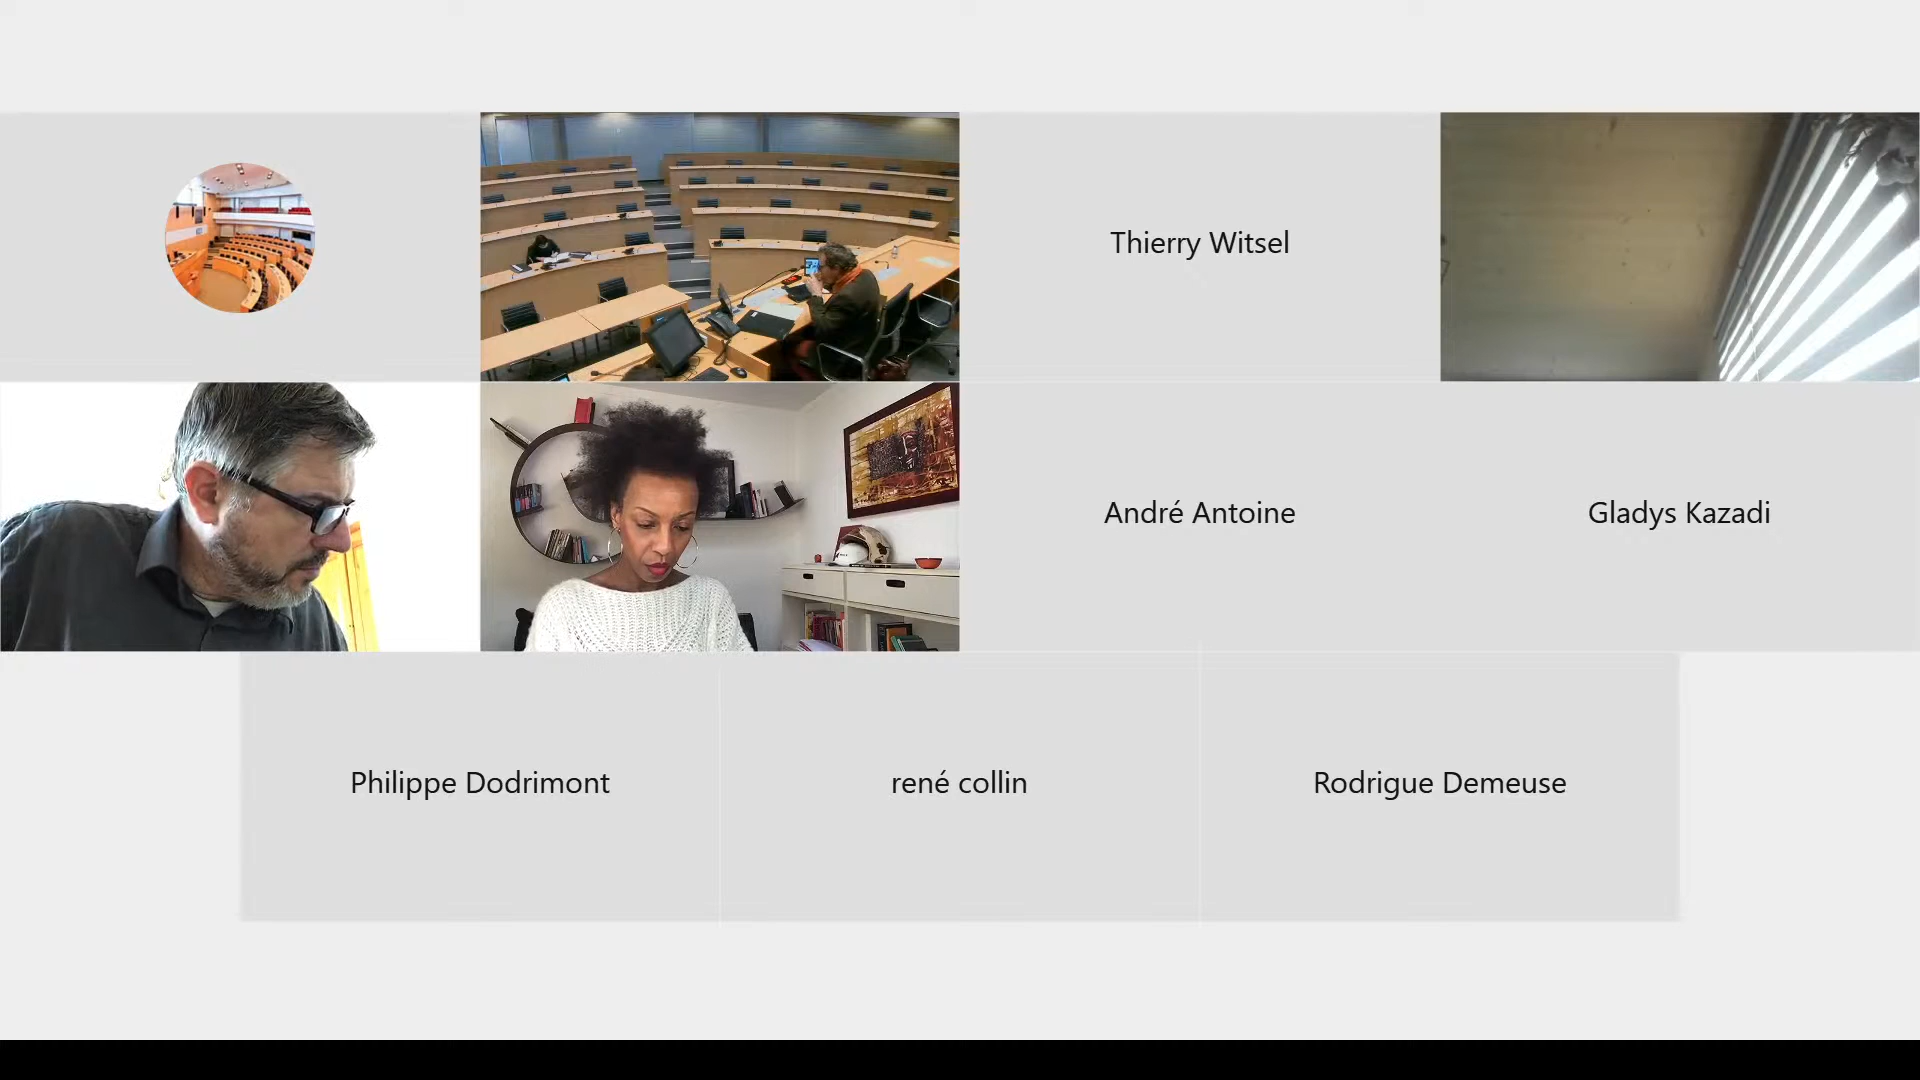 Thierry Witsel
André Antoine
Gladys Kazadi
Philippe Dodrimont
rené collin
Rodrigue Demeuse